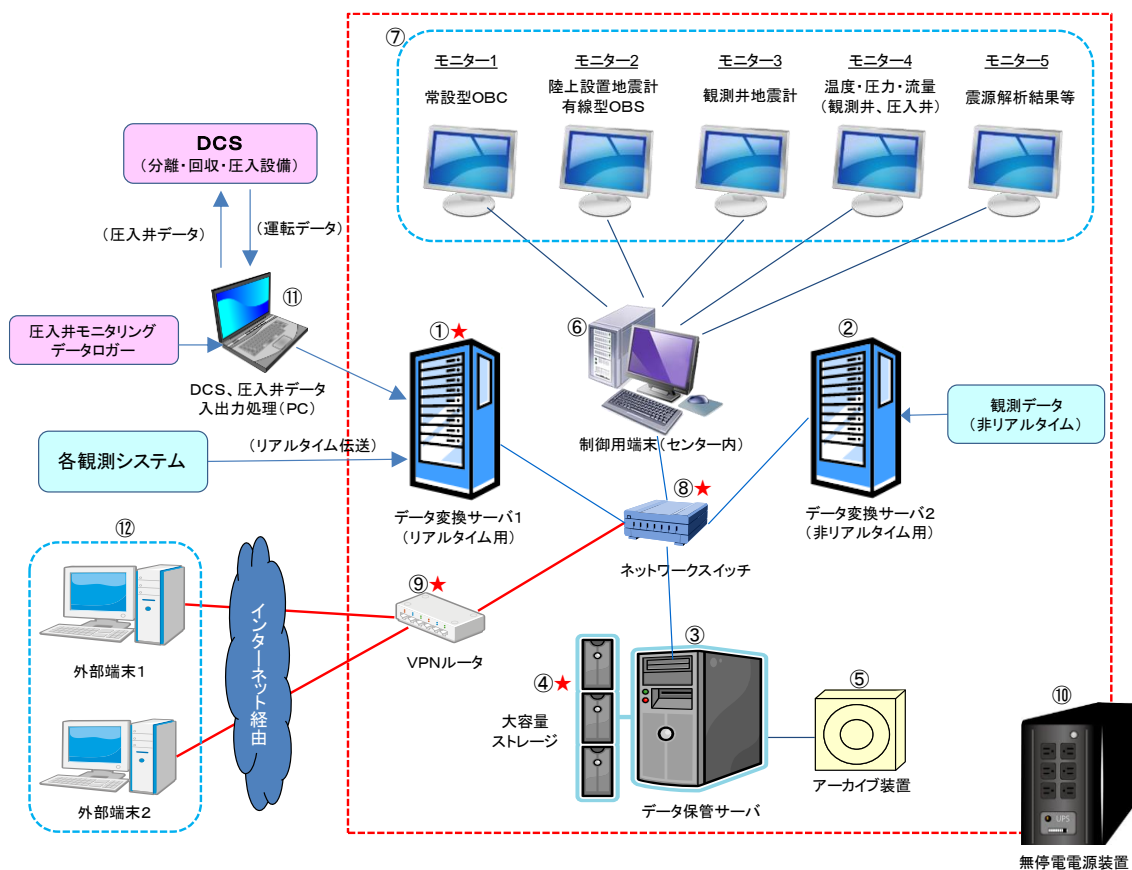 ⑦
モニター1
常設型OBC
モニター2
陸上設置地震計
有線型OBS
モニター3
観測井地震計
モニター4
温度・圧力・流量
(観測井、圧入井)
モニター5
震源解析結果等
DCS
(分離・回収・圧入設備)
(圧入井データ)
(運転データ)
⑪
圧入井モニタリング
データロガー
DCS、圧入井データ
入出力処理(PC)
①★
⑥
②
制御用端末(センター内)
観測データ
(非リアルタイム)
各観測システム
(リアルタイム伝送)
データ変換サーバ1
(リアルタイム用)
⑧★
ネットワークスイッチ
データ変換サーバ2
(非リアルタイム用)
⑫
外部端末1
外部端末2
インターネット経由
⑨★
VPNルータ
③
④★
大容量
ストレージ
データ保管サーバ
⑤
アーカイブ装置
⑩
UPS
無停電電源装置